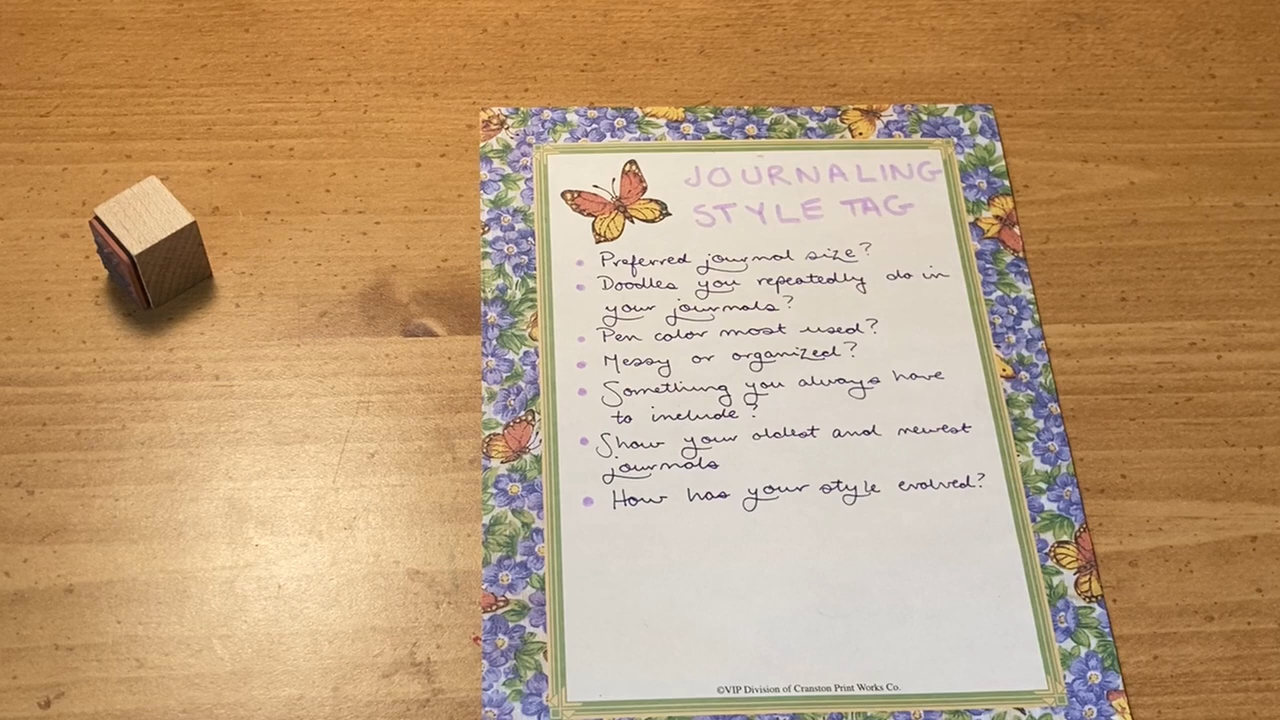 JOURNALING
STYLE TAG
• Preferred journal size?
• Doodles you repeatedly do in
your journals?
• Pen color most used?
• Messy or organized?
• Something you always have
to include?
• Show your oldest and newest
journals
• How has your style evolved?
©VIP Division of Cranston Print Works Co.